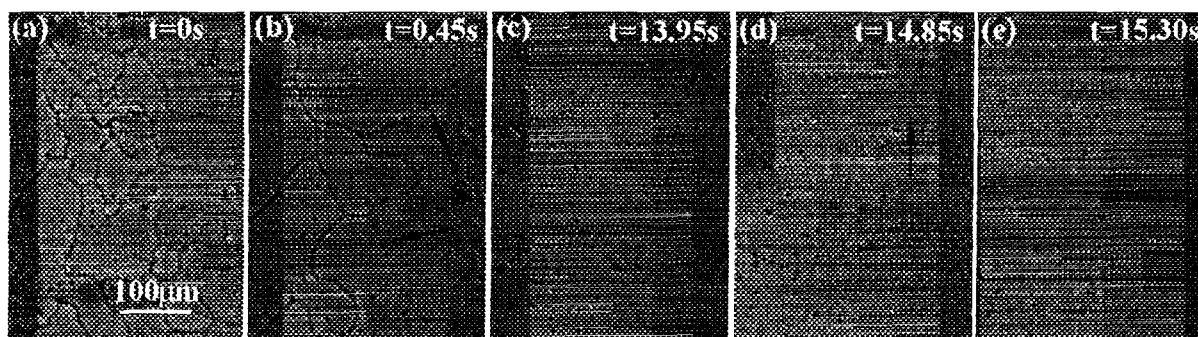 (a) t=0s
(b) t=0.45s
(c) t=13.95s
(d) t=14.85s
(e) t=15.30s
100μm